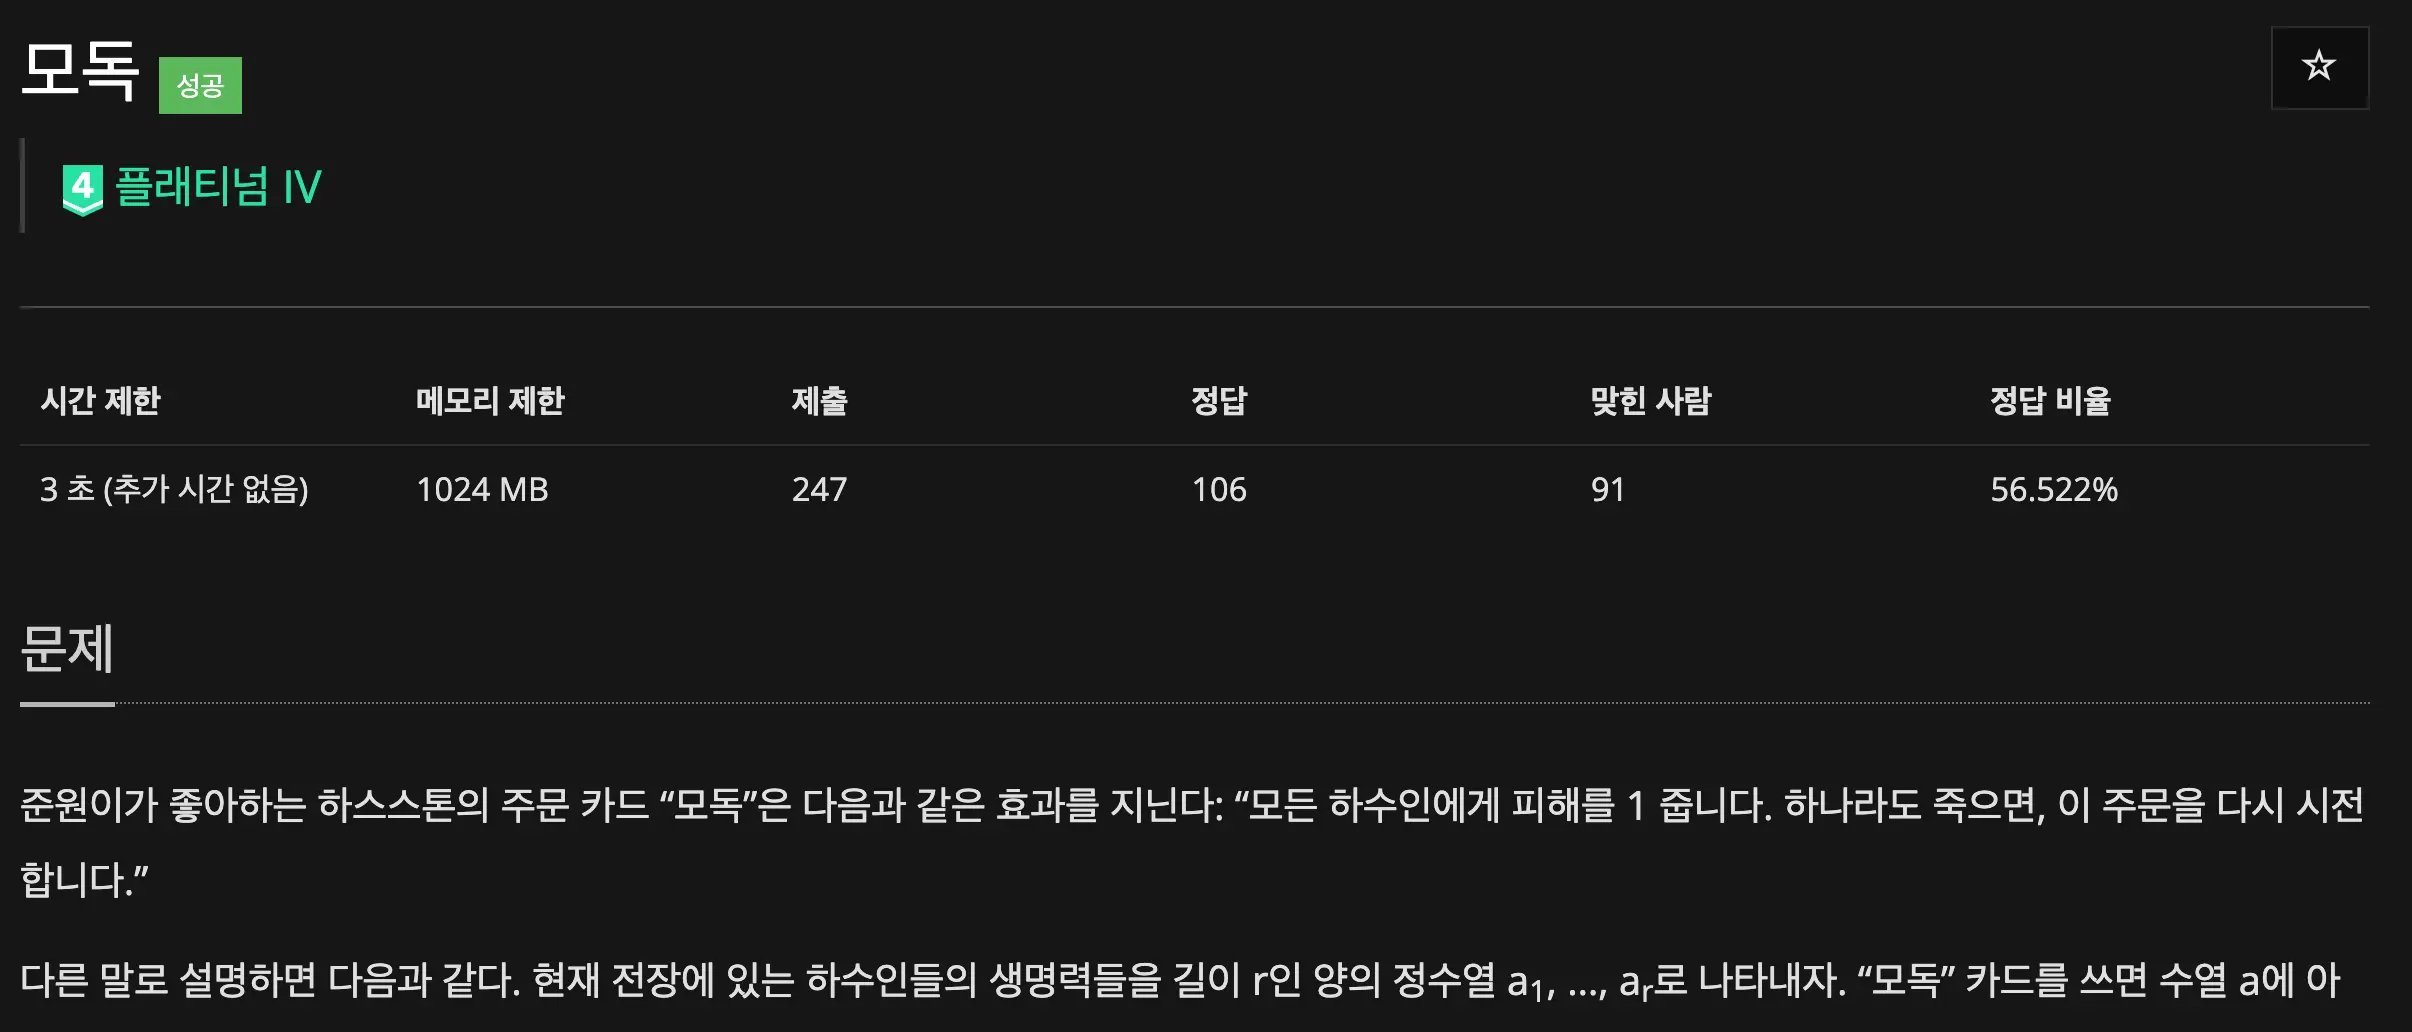 모독 성공
☆
4 플래티넘 IV
시간 제한 메모리 제한 제출 정답 맞힌 사람 정답 비율
3 초 (추가 시간 없음) 1024 MB 247 106 91 56.522%
문제
준원이가 좋아하는 하스스톤의 주문 카드 “모독”은 다음과 같은 효과를 지닌다: “모든 하수인에게 피해를 1 줍니다. 하나라도 죽으면, 이 주문을 다시 시전
합니다.”
다른 말로 설명하면 다음과 같다. 현재 전장에 있는 하수인들의 생명력들을 길이 r인 양의 정수열 a1, ..., ar로 나타내자. “모독” 카드를 쓰면 수열 a에 아